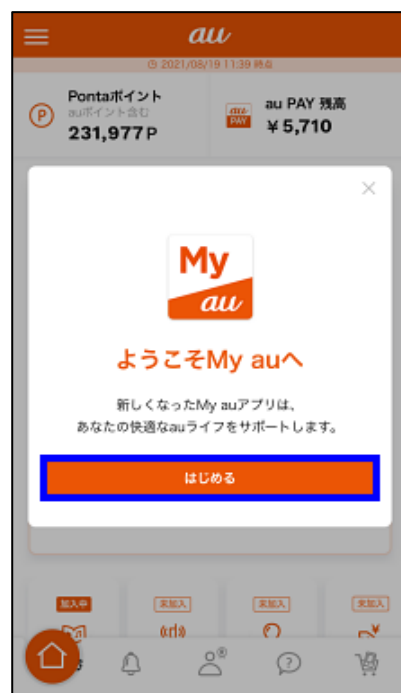 au
2021/08/19 11:39 時点
Pontaポイント
auポイント含む
231,977P
au PAY
au PAY 残高
¥5,710
My au
ようこそMy auへ
新しくなったMy auアプリは、
あなたの快適なauライフをサポートします。
はじめる
加入中
未加入
未加入
未加入